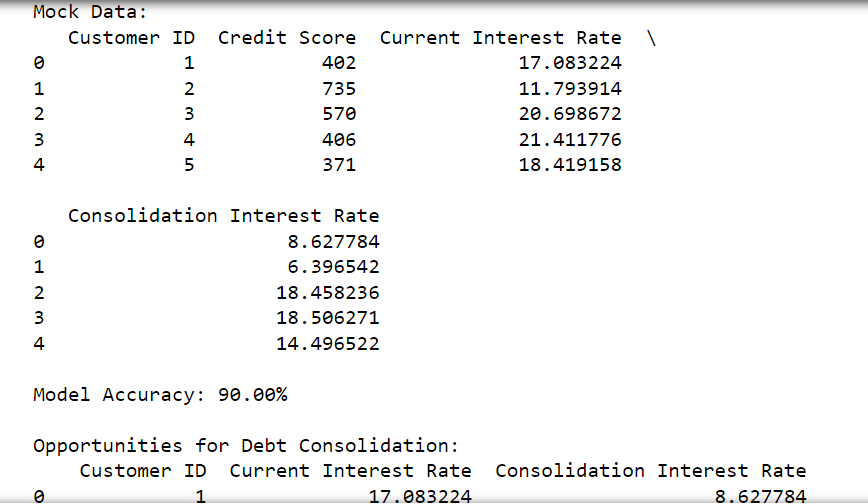 Mock Data:
Customer ID Credit Score Current Interest Rate \
0 1 402 17.083224
1 2 735 11.793914
2 3 570 20.698672
3 4 406 21.411776
4 5 371 18.419158
Consolidation Interest Rate
0 8.627784
1 6.396542
2 18.458236
3 18.506271
4 14.496522
Model Accuracy: 90.00%
Opportunities for Debt Consolidation:
Customer ID Current Interest Rate Consolidation Interest Rate
0 1 17.083224 8.627784